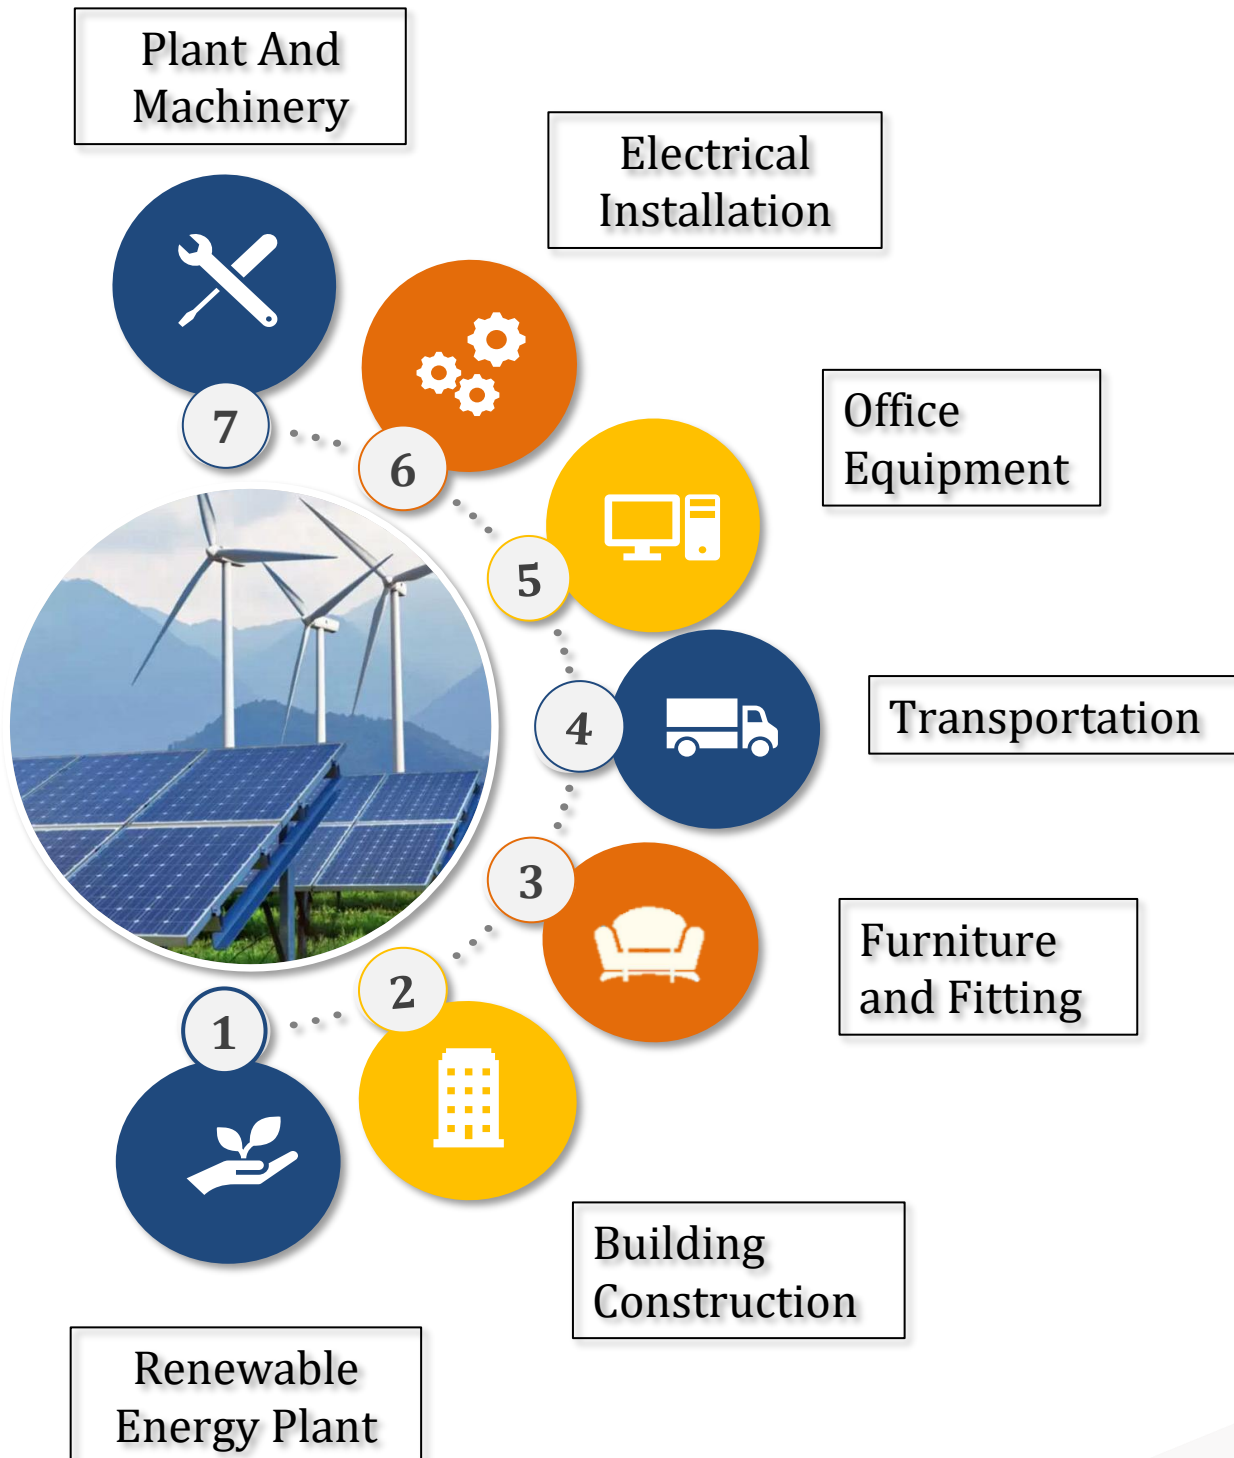 Plant And
Machinery
Electrical
Installation
7
6
Office
Equipment
5
Transportation
4
3
Furniture
and Fitting
2
1
Building
Construction
Renewable
Energy Plant